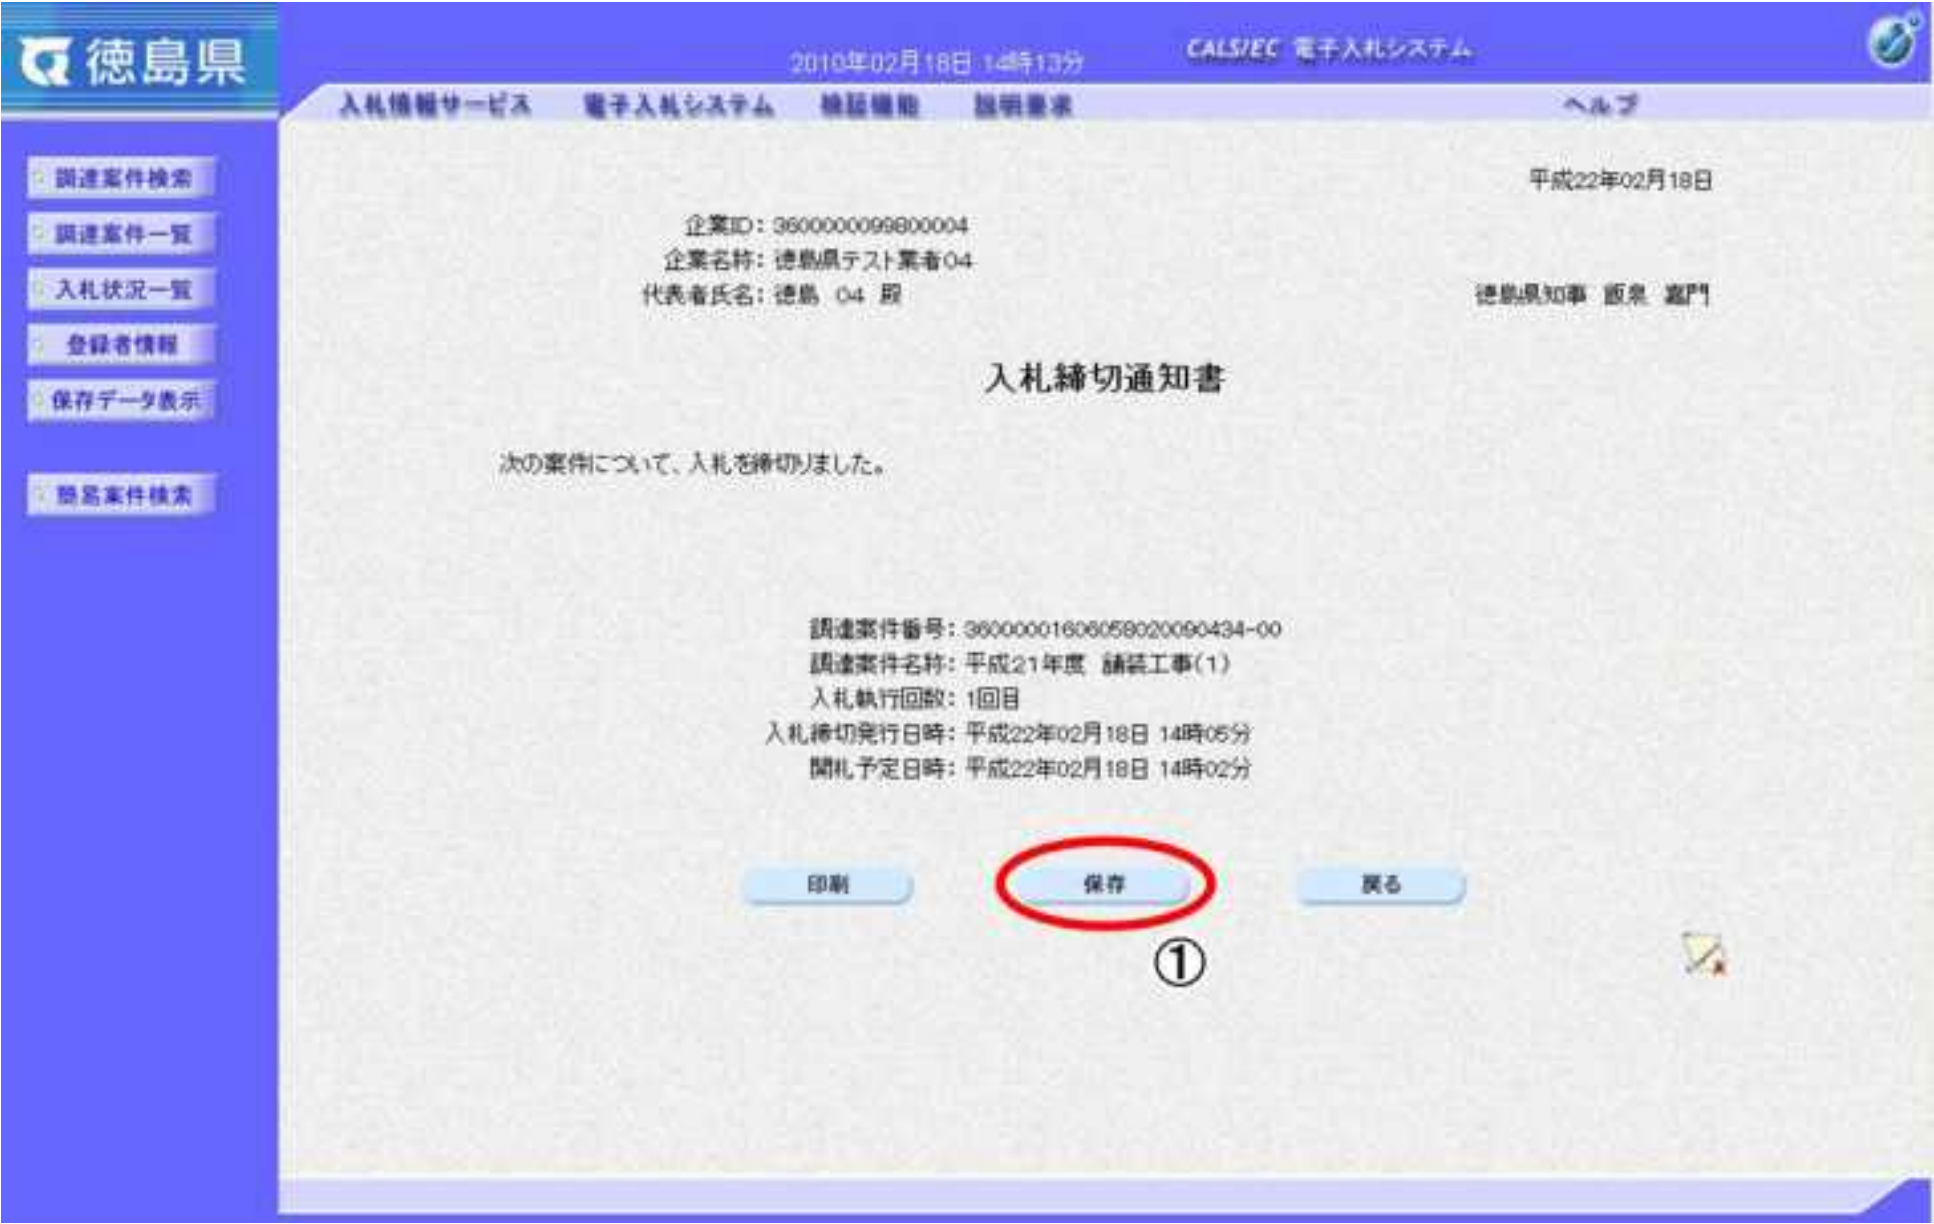 徳島県
2010年02月18日 14時13分
CALS/EC 電子入札システム
入札情報サービス 電子入札システム 検証機能 説明要求 ヘルプ
調達案件検索
調達案件一覧
入札状況一覧
登録者情報
保存データ表示
簡易案件検索
平成22年02月18日
企業ID：3600000099800004
企業名称：徳島県テスト業者04
代表者氏名：徳島 04 殿
徳島県知事 飯泉 嘉門
入札締切通知書
次の案件について、入札を締切りました。
調達案件番号：36000001606058020090434-00
調達案件名称：平成21年度 舗装工事(1)
入札執行回数：1回目
入札締切発行日時：平成22年02月18日 14時05分
開札予定日時：平成22年02月18日 14時02分
印刷 保存 戻る
①